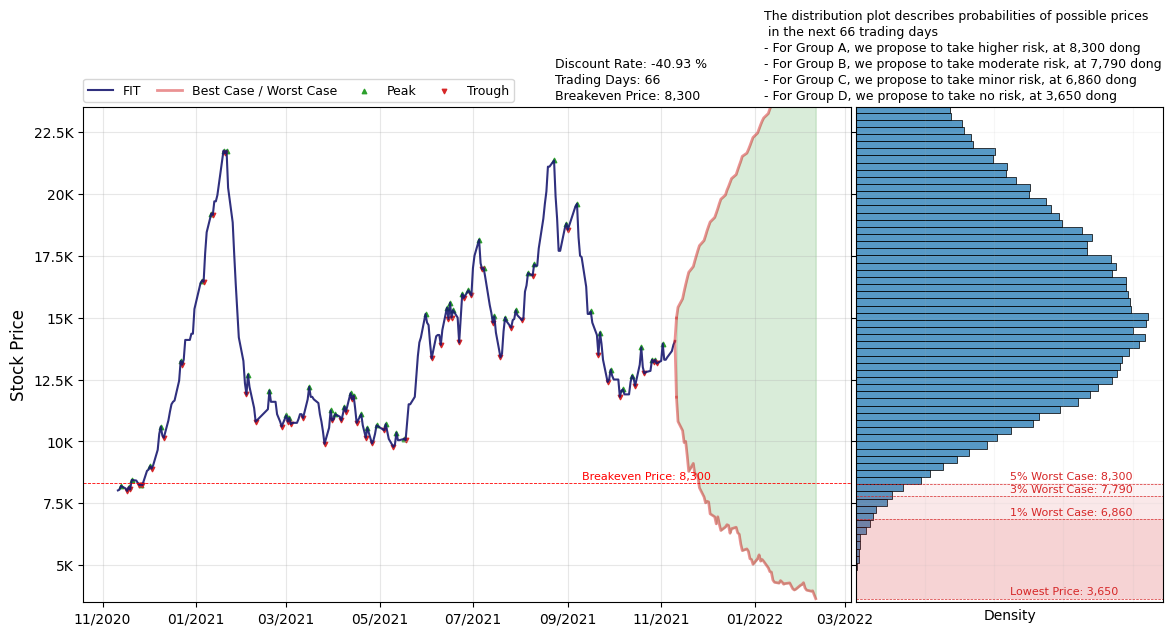 The distribution plot describes probabilities of possible prices
in the next 66 trading days
- For Group A, we propose to take higher risk, at 8,300 dong
- For Group B, we propose to take moderate risk, at 7,790 dong
- For Group C, we propose to take minor risk, at 6,860 dong
- For Group D, we propose to take no risk, at 3,650 dong
Discount Rate: -40.93 %
Trading Days: 66
Breakeven Price: 8,300
FIT
Best Case / Worst Case
Peak
Trough
Stock Price
22.5K
20K
17.5K
15K
12.5K
10K
7.5K
5K
Breakeven Price: 8,300
5% Worst Case: 8,300
3% Worst Case: 7,790
1% Worst Case: 6,860
Lowest Price: 3,650
11/2020
01/2021
03/2021
05/2021
07/2021
09/2021
11/2021
01/2022
03/2022
Density